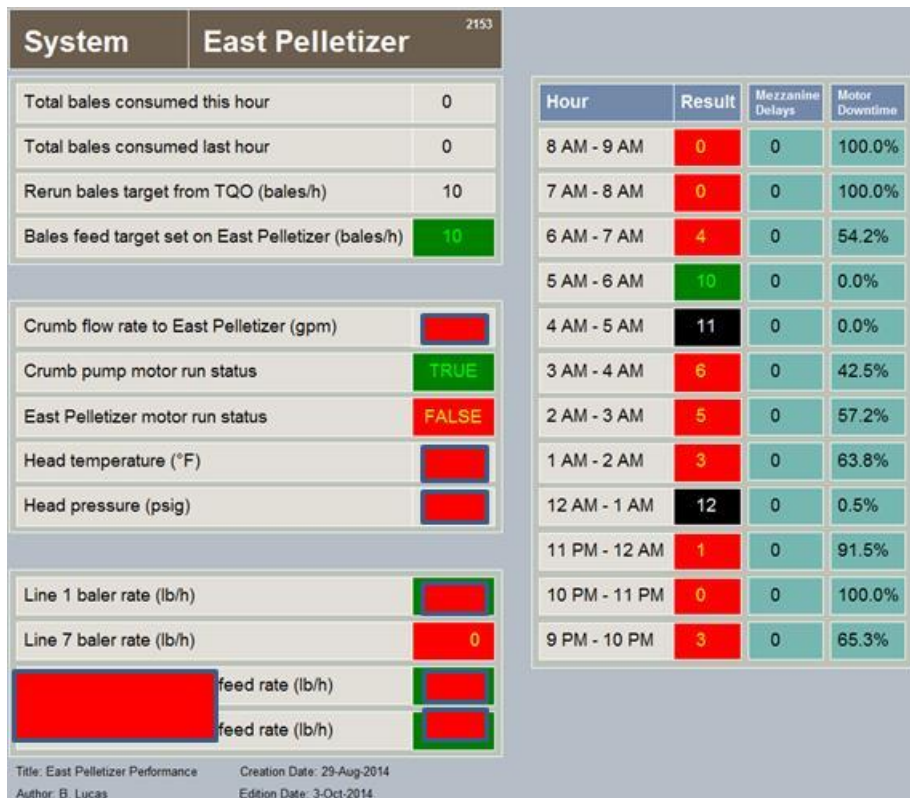 System East Pelletizer 2153
Total bales consumed this hour 0
Total bales consumed last hour 0
Rerun bales target from TQO (bales/h) 10
Bales feed target set on East Pelletizer (bales/h) 10
Crumb flow rate to East Pelletizer (gpm)
Crumb pump motor run status TRUE
East Pelletizer motor run status FALSE
Head temperature (°F)
Head pressure (psig)
Line 1 baler rate (lb/h)
Line 7 baler rate (lb/h) 0
feed rate (lb/h)
feed rate (lb/h)
Title: East Pelletizer Performance Creation Date: 29-Aug-2014
Author: B. Lucas Edition Date: 3-Oct-2014
Hour Result Mezzanine Delays Motor Downtime
8 AM - 9 AM 0 0 100.0%
7 AM - 8 AM 0 0 100.0%
6 AM - 7 AM 4 0 54.2%
5 AM - 6 AM 10 0 0.0%
4 AM - 5 AM 11 0 0.0%
3 AM - 4 AM 6 0 42.5%
2 AM - 3 AM 5 0 57.2%
1 AM - 2 AM 3 0 63.8%
12 AM - 1 AM 12 0 0.5%
11 PM - 12 AM 1 0 91.5%
10 PM - 11 PM 0 0 100.0%
9 PM - 10 PM 3 0 65.3%